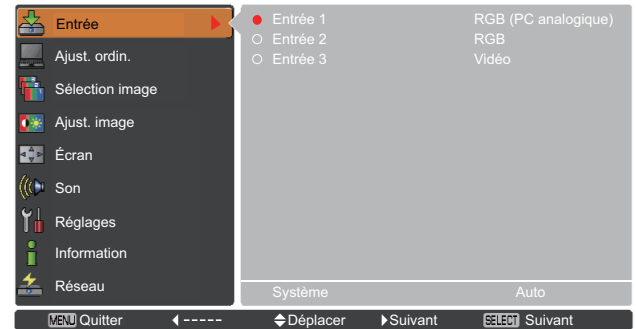 Entrée
Ajust. ordin.
Sélection image
Ajust. image
Écran
Son
Réglages
Information
Réseau
Entrée 1 RGB (PC analogique)
Entrée 2 RGB
Entrée 3 Vidéo
Système Auto
MENU Quitter ----- Déplacer Suivant SELECT Suivant